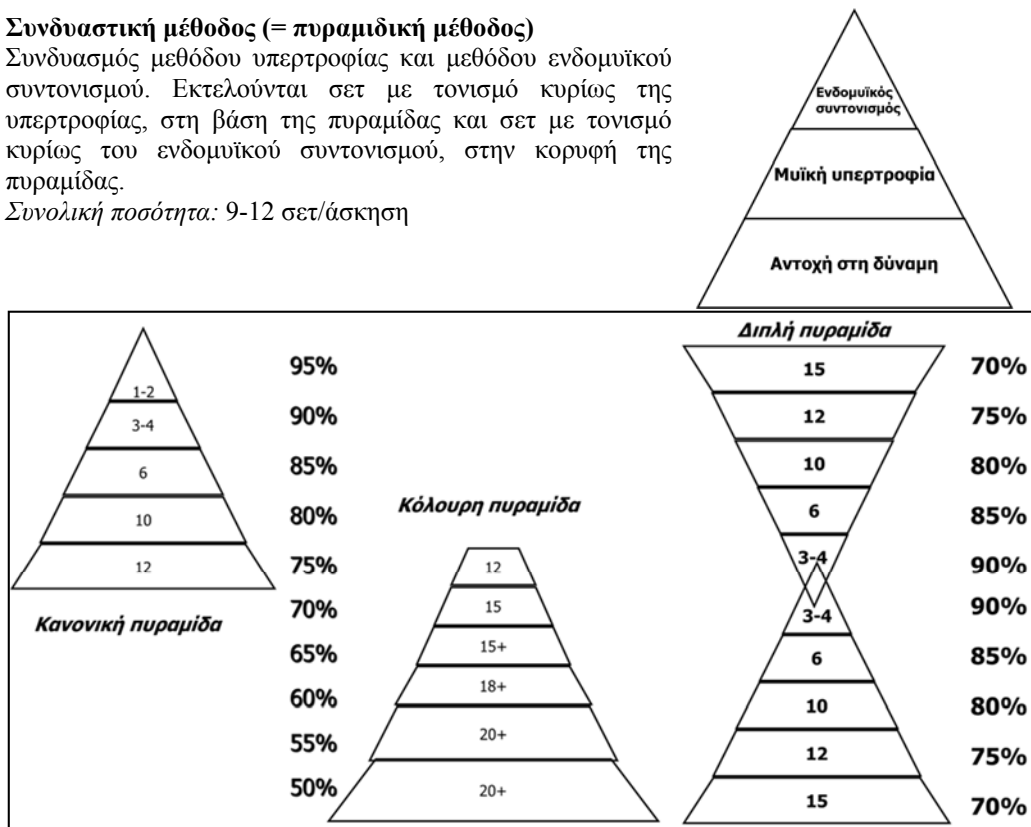 Συνδυαστική μέθοδος (= πυραμιδική μέθοδος)
Συνδυασμός μεθόδου υπερτροφίας και μεθόδου ενδομυϊκού
συντονισμού. Εκτελούνται σετ με τονισμό κυρίως της
υπερτροφίας, στη βάση της πυραμίδας και σετ με τονισμό
κυρίως του ενδομυϊκού συντονισμού, στην κορυφή της
πυραμίδας.
Συνολική ποσότητα: 9-12 σετ/άσκηση
Ενδομυϊκός
συντονισμός
Μυϊκή υπερτροφία
Αντοχή στη δύναμη
1-2
3-4
6
10
12
Κανονική πυραμίδα
95%
90%
85%
80%
75%
70%
65%
60%
55%
50%
Κόλουρη πυραμίδα
12
15
15+
18+
20+
20+
Διπλή πυραμίδα
15 70%
12 75%
10 80%
6 85%
3-4 90%
3-4 90%
6 85%
10 80%
12 75%
15 70%